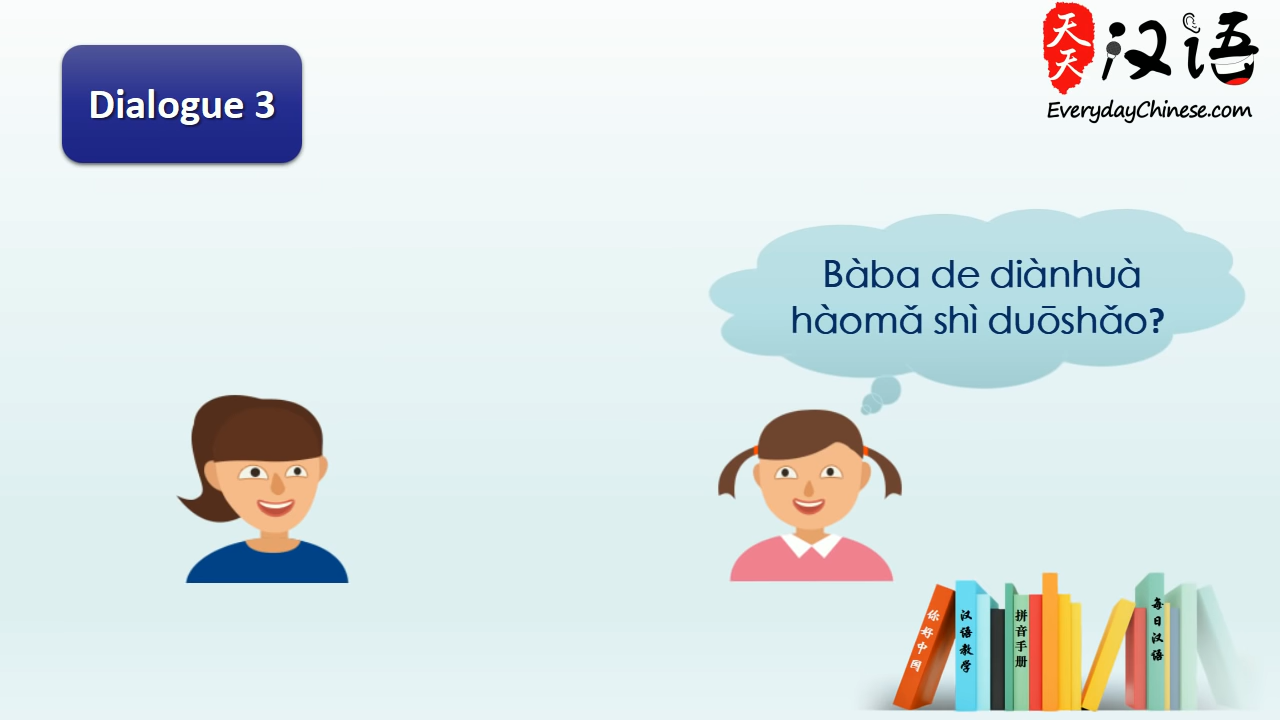 Dialogue 3
天天 汉语
EverydayChinese.com
Bàba de diànhuà
hàomǎ shì duōshǎo?
你好中国
汉语教学
拼音手册
每日汉语